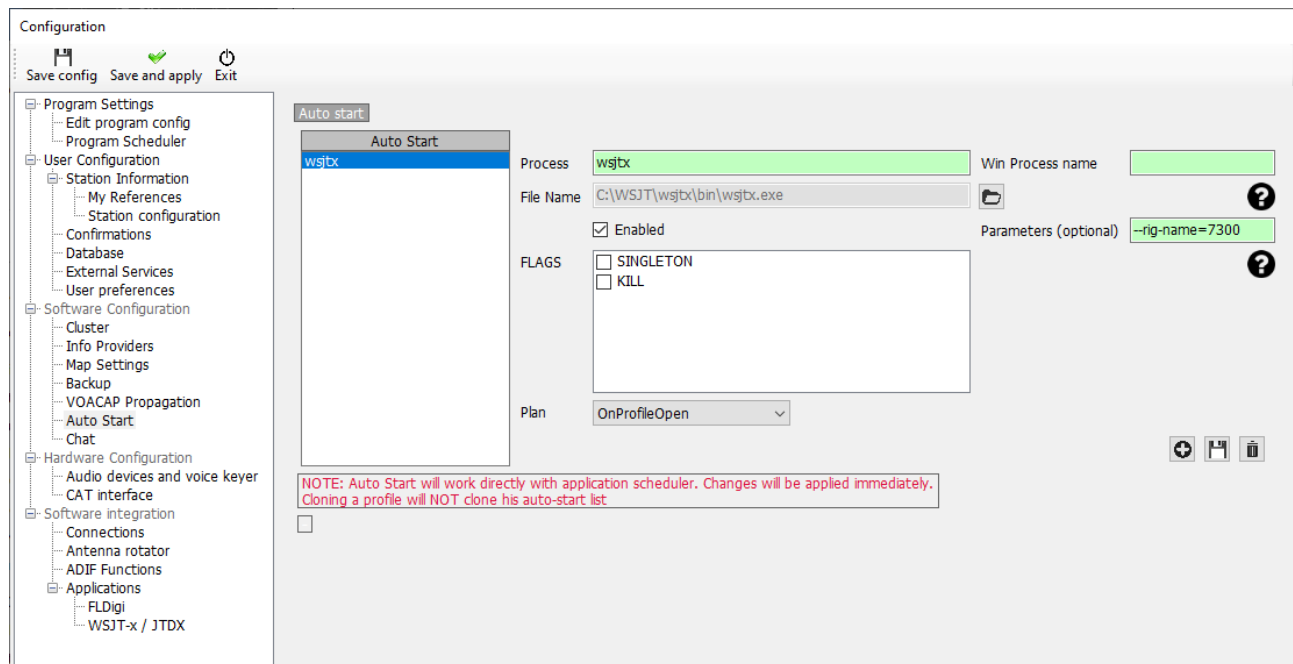 Configuration
Save config Save and apply Exit
Program Settings
Edit program config
Program Scheduler
User Configuration
Station Information
My References
Station configuration
Confirmations
Database
External Services
User preferences
Software Configuration
Cluster
Info Providers
Map Settings
Backup
VOACAP Propagation
Auto Start
Chat
Hardware Configuration
Audio devices and voice keyer
CAT interface
Software integration
Connections
Antenna rotator
ADIF Functions
Applications
FLDigi
WSJT-x / JTDX
Auto start
Auto Start
wsjtx
Process wsjtx Win Process name
File Name C:\WSJT\wsjtx\bin\wsjtx.exe
Enabled Parameters (optional) --rig-name=7300
FLAGS SINGLETON
KILL
Plan OnProfileOpen
NOTE: Auto Start will work directly with application scheduler. Changes will be applied immediately.
Cloning a profile will NOT clone his auto-start list